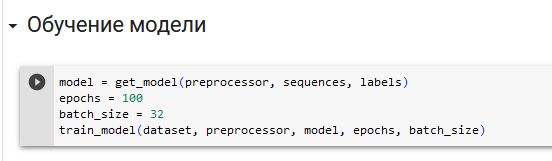 Обучение модели
model = get_model(preprocessor, sequences, labels)
epochs = 100
batch_size = 32
train_model(dataset, preprocessor, model, epochs, batch_size)